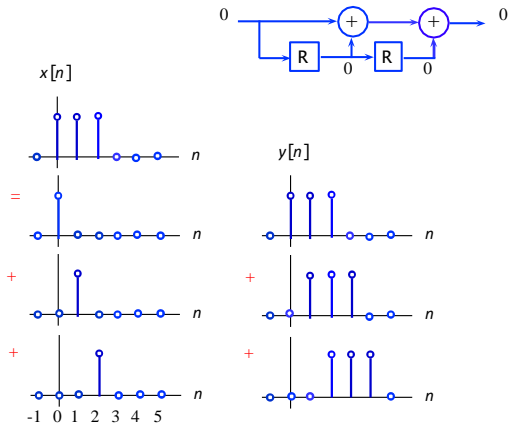 0 + + 0
R 0 R 0
x[n]
n
y[n]
=
n n
+ +
n n
+ +
n n
-1 0 1 2 3 4 5